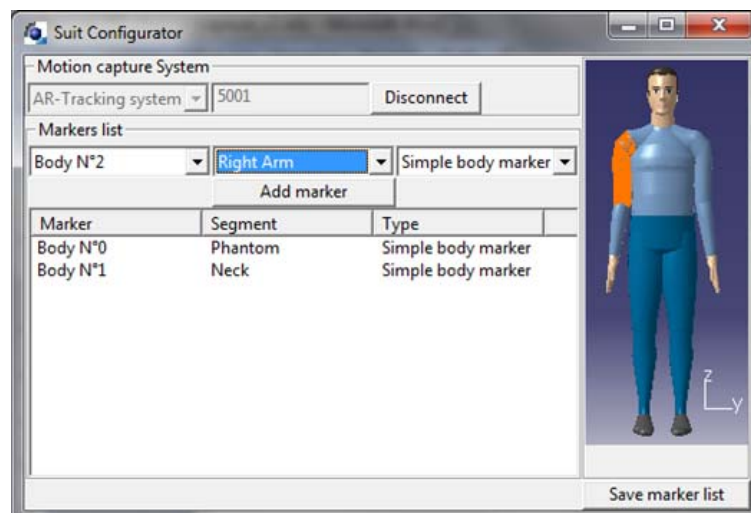 Suit Configurator
Motion capture System
AR-Tracking system 5001 Disconnect
Markers list
Body N°2 Right Arm Simple body marker
Add marker
Marker Segment Type
Body N°0 Phantom Simple body marker
Body N°1 Neck Simple body marker
z
y
Save marker list